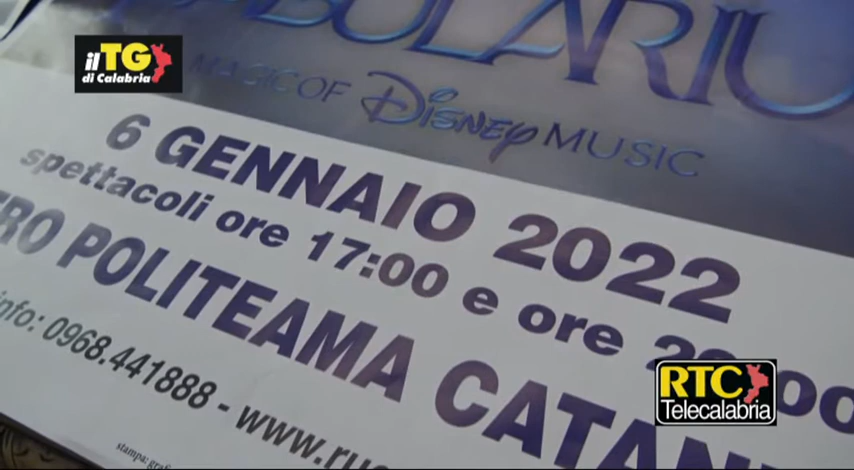 il TG
di Calabria
MAGIC OF Disney MUSIC
6 GENNAIO 2022
spettacoli ore 17:00 e ore
POLITEAMA
info: 0968.441888 - www.
stampa:
RTC
Telecalabria